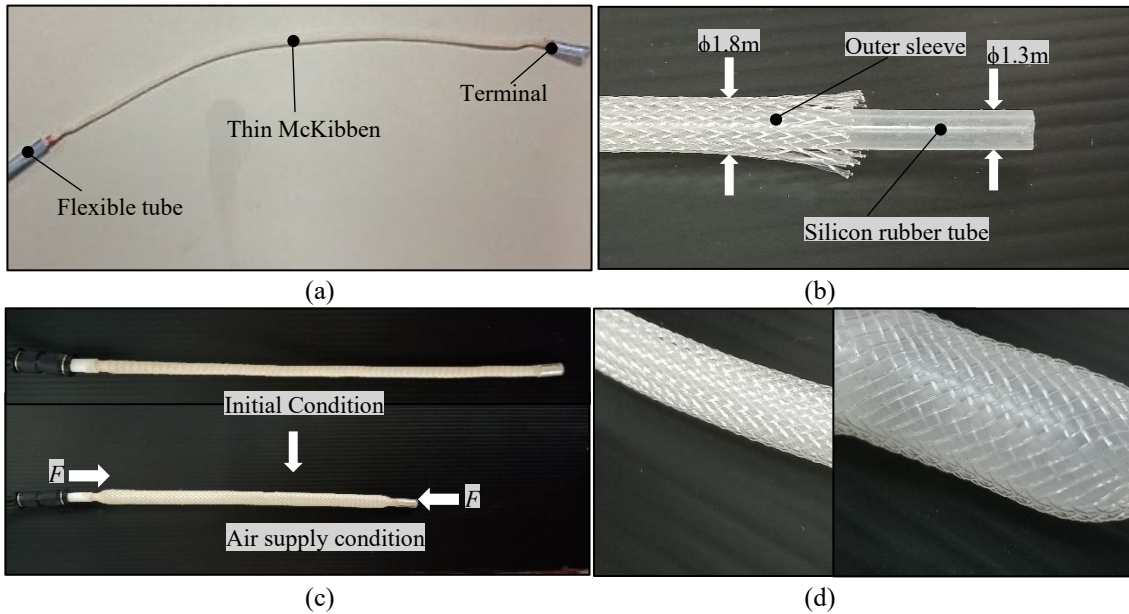 Thin McKibben
Terminal
Flexible tube
(a)
Outer sleeve
ϕ1.8m
ϕ1.3m
Silicon rubber tube
(b)
Initial Condition
F
F
Air supply condition
(c)
(d)